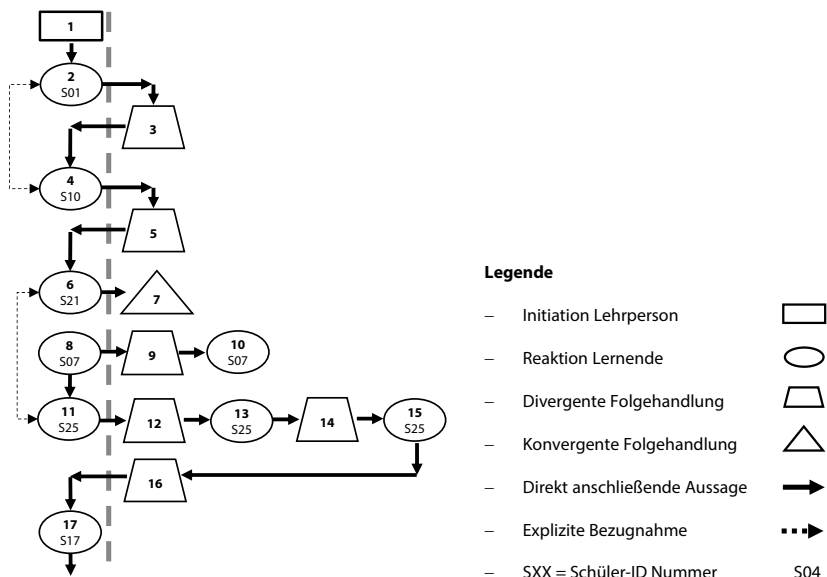 1
2
S01
3
4
S10
5
6
S21
7
8
S07
9
10
S07
11
S25
12
13
S25
14
15
S25
16
17
S17
Legende
– Initiation Lehrperson
– Reaktion Lernende
– Divergente Folgehandlung
– Konvergente Folgehandlung
– Direkt anschließende Aussage
– Explizite Bezugnahme
– SXX = Schüler-ID Nummer S04